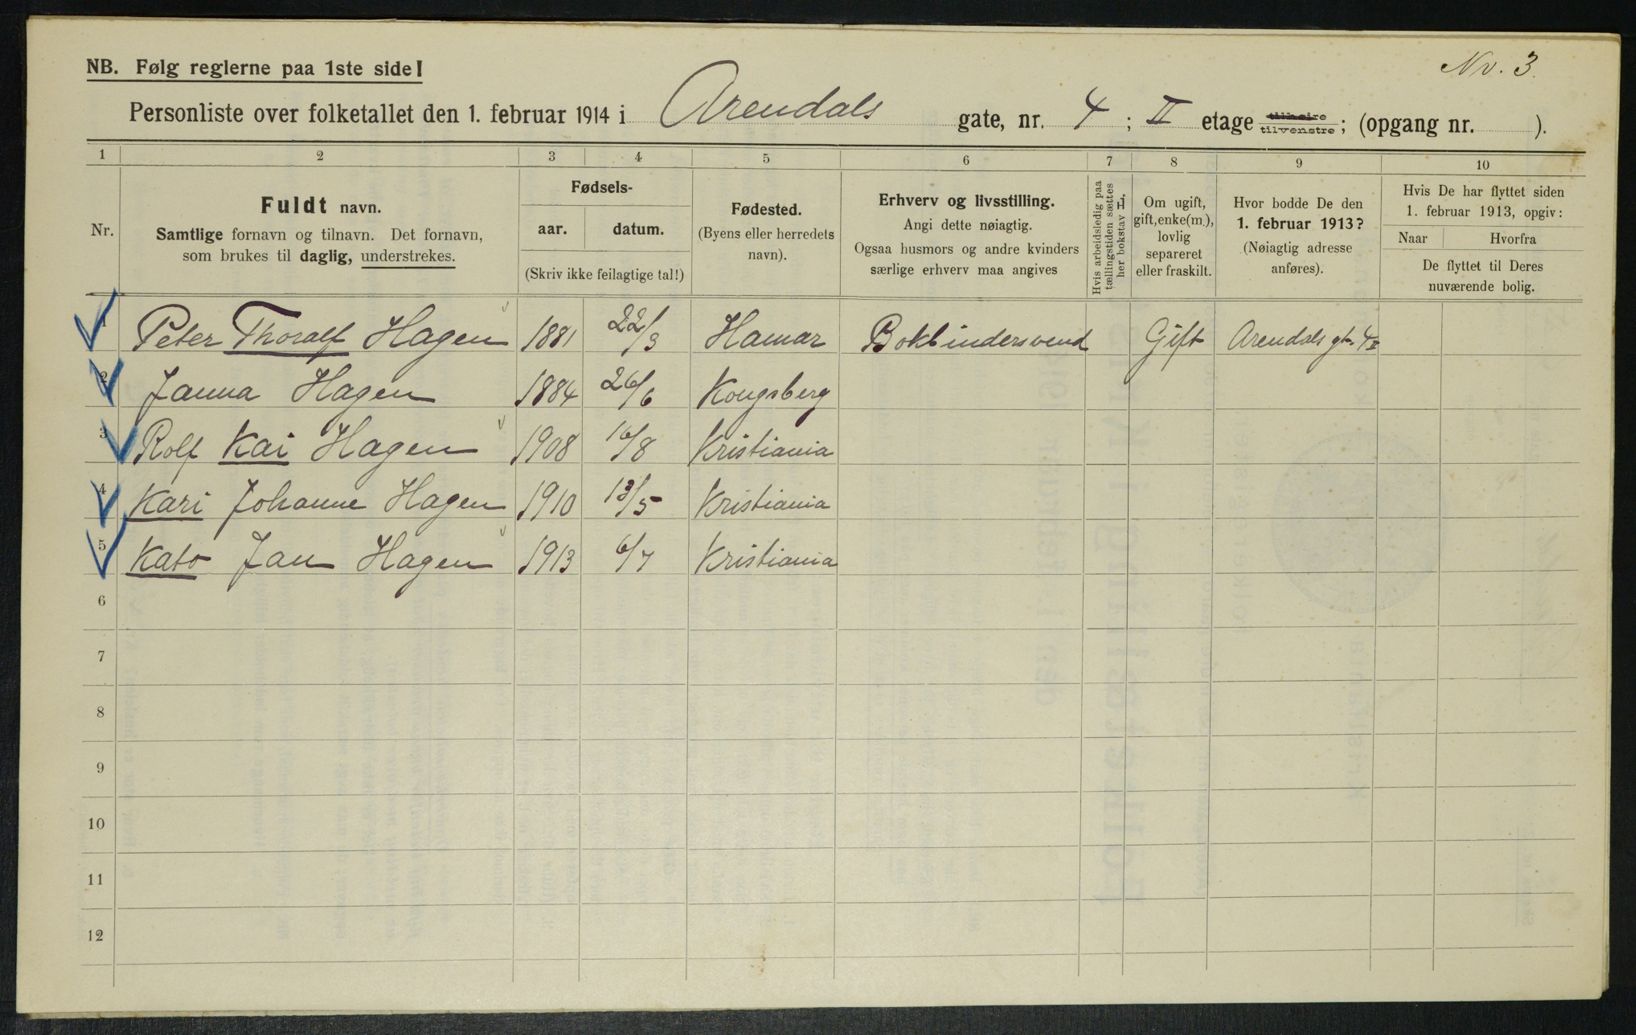 Nr. 3.
NB. Følg reglerne paa 1ste side!
Personliste over folketallet den 1. februar 1914 i Arendals gate, nr. 4 ; II etage tilhøire tilvenstre ; (opgang nr. ).
1 2 3 4 5 6 7 8 9 10
Nr.
Fuldt navn.
Samtlige fornavn og tilnavn. Det fornavn,
som brukes til daglig, understrekes.
Fødsels-
aar. datum.
(Skriv ikke feilagtige tal!)
Fødested.
(Byens eller herredets
navn).
Erhverv og livsstilling.
Angi dette nøiagtig.
Ogsaa husmors og andre kvinders
særlige erhverv maa angives
Hvis arbeidsledig paa
tællingstiden sættes
her bokstav L.
Om ugift,
gift, enke(m.),
lovlig
separeret
eller fraskilt.
Hvor bodde De den
1. februar 1913?
(Nøiagtig adresse
anføres).
Hvis De har flyttet siden
1. februar 1913, opgiv:
Naar Hvorfra
De flyttet til Deres
nuværende bolig.
1 Peter Thoralf Hagen 1881 22/3 Hamar Bokbindersvend Gift Arendals gt. 4 II
2 Janna Hagen 1884 26/6 Kongsberg
3 Rolf Kai Hagen 1908 16/8 Kristiania
4 Kari Johanne Hagen 1910 13/5 Kristiania
5 Kato Jan Hagen 1913 6/7 Kristiania
6
7
8
9
10
11
12